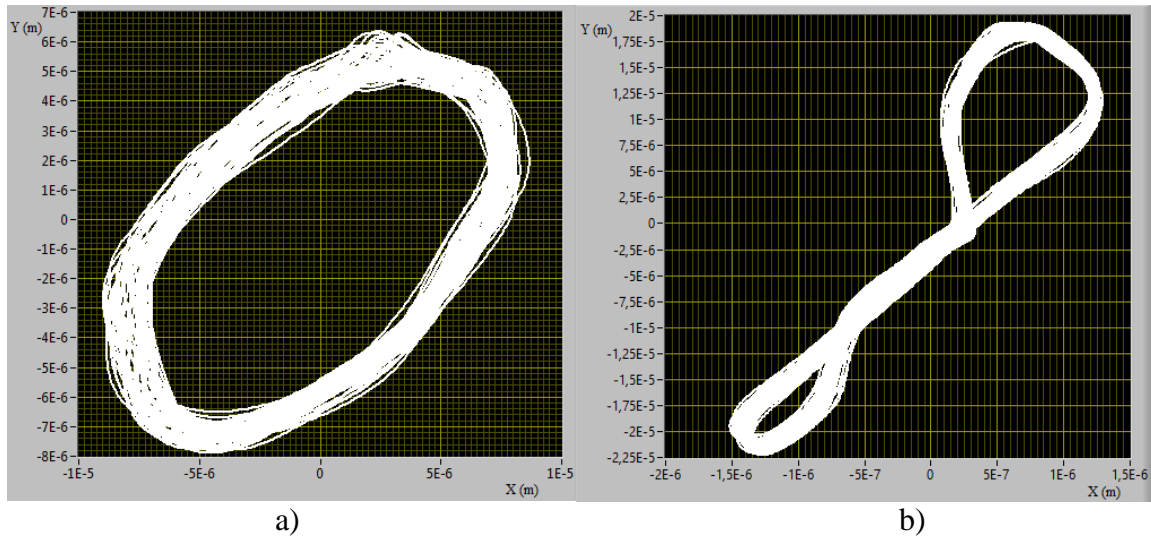 Y (m)
7E-6
6E-6
5E-6
4E-6
3E-6
2E-6
1E-6
0
-1E-6
-2E-6
-3E-6
-4E-6
-5E-6
-6E-6
-7E-6
-8E-6
-1E-5 -5E-6 0 5E-6 1E-5
X (m)
a)
Y (m)
2E-5
1,75E-5
1,5E-5
1,25E-5
1E-5
7,5E-6
5E-6
2,5E-6
0
-2,5E-6
-5E-6
-7,5E-6
-1E-5
-1,25E-5
-1,5E-5
-1,75E-5
-2E-5
-2,25E-5
-2E-6 -1,5E-6 -1E-6 -5E-7 0 5E-7 1E-6 1,5E-6
X (m)
b)